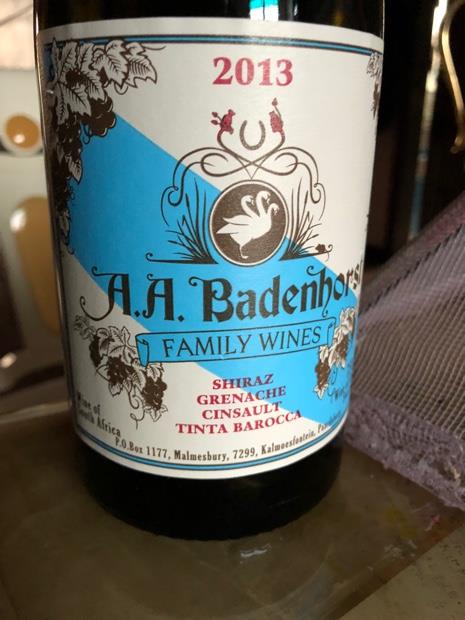 2013
A.A. Badenhorst
FAMILY WINES
SHIRAZ
GRENACHE
CINSAULT
TINTA BAROCCA
Wine of
South Africa
P.O.Box 1177, Malmesbury, 7299, Kalmoesfontein,